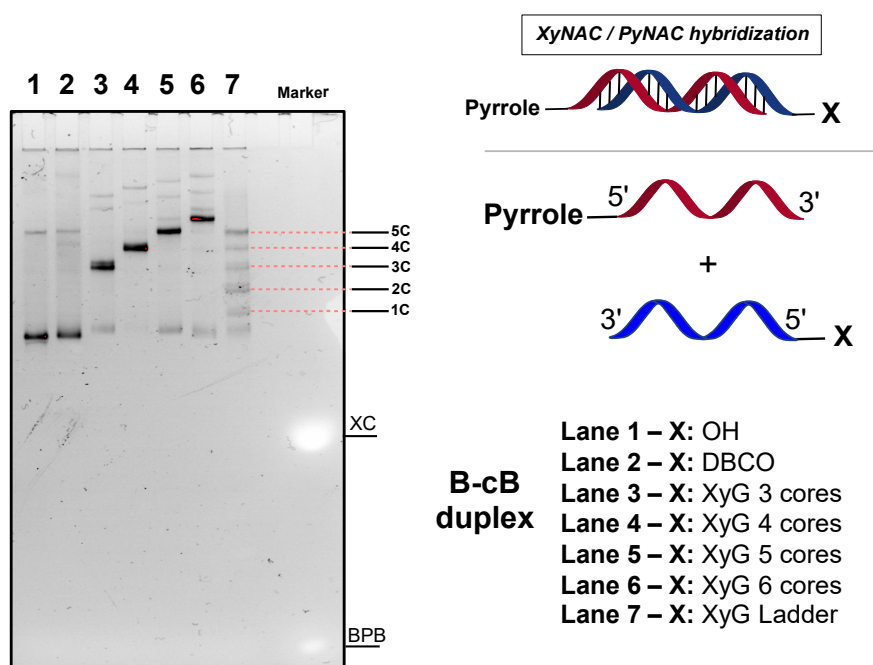 XyNAC / PyNAC hybridization
1 2 3 4 5 6 7 Marker
Pyrrole X
5C
4C
3C
2C
1C
XC
BPB
5' 3'
Pyrrole
+
3' 5'
X
B-cB
duplex
Lane 1 – X: OH
Lane 2 – X: DBCO
Lane 3 – X: XyG 3 cores
Lane 4 – X: XyG 4 cores
Lane 5 – X: XyG 5 cores
Lane 6 – X: XyG 6 cores
Lane 7 – X: XyG Ladder